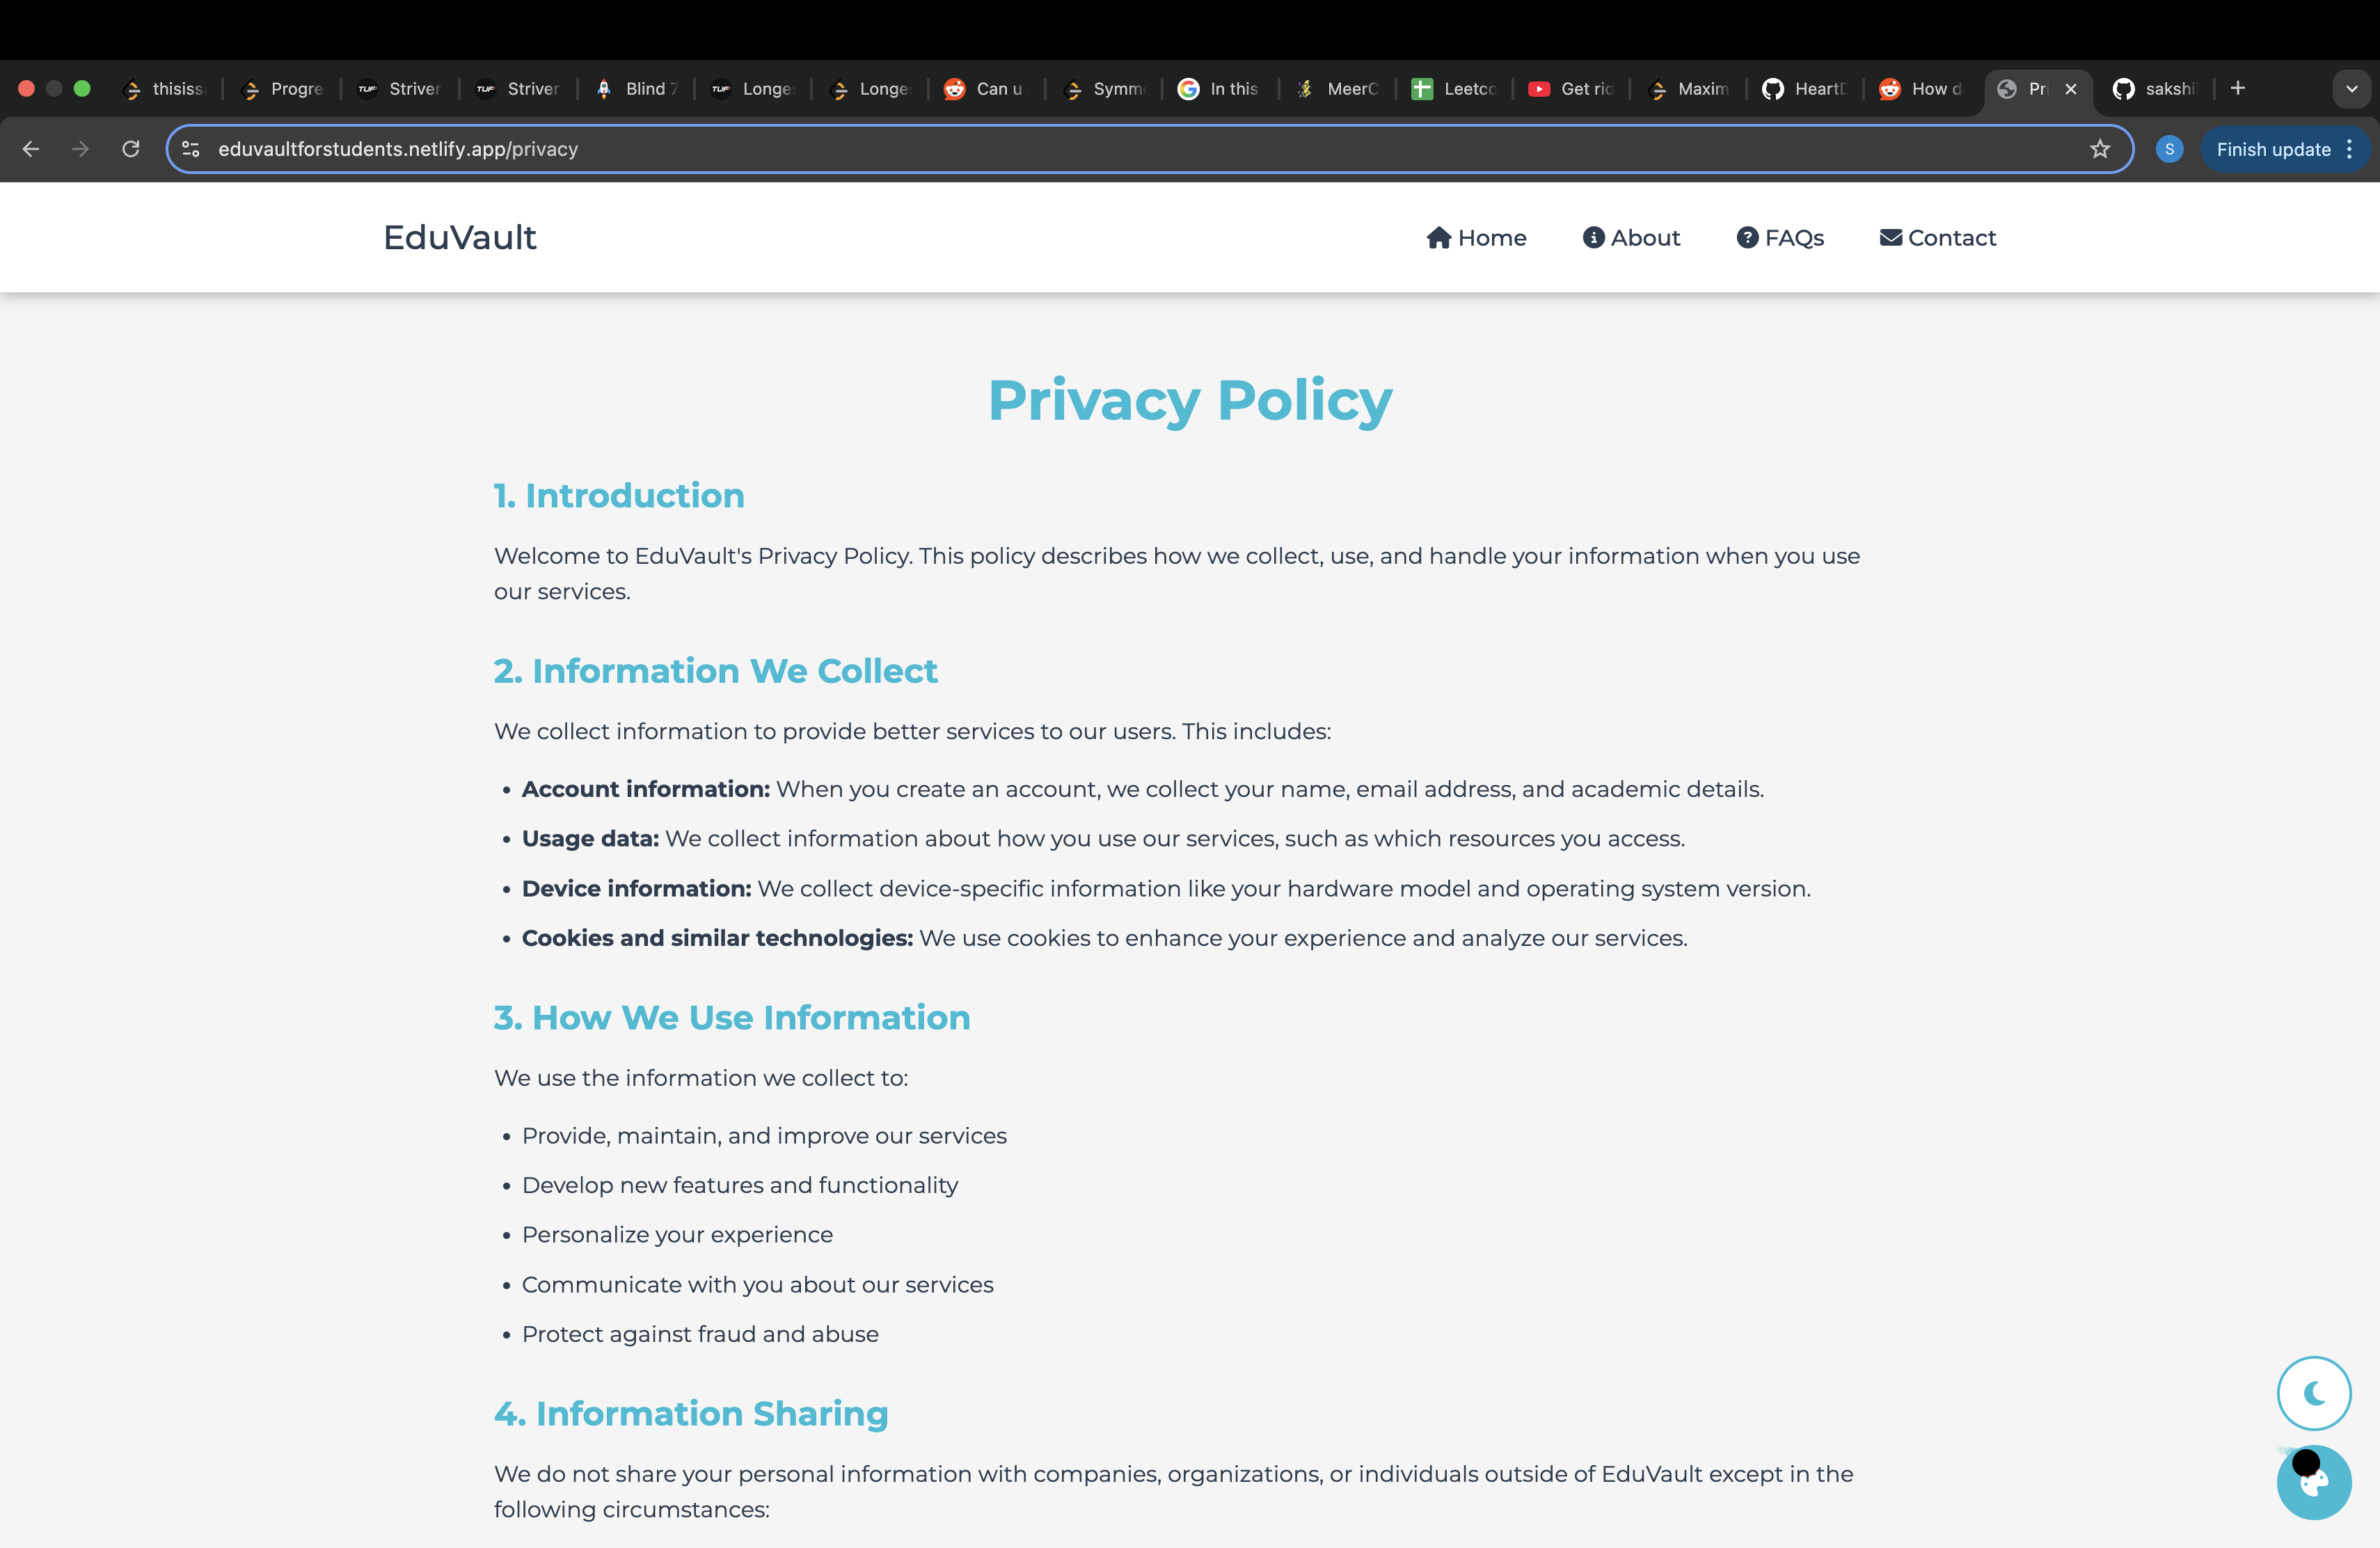 thisiss
Progre
TUF Striver
TUF Striver
Blind 7
TUF Longe
Longe
Can u
Symm
In this
MeerC
Leetco
Get rid
Maxim
HeartD
How d
Pri
sakshi
eduvaultforstudents.netlify.app/privacy
S
Finish update
EduVault
Home
About
FAQs
Contact
Privacy Policy
1. Introduction
Welcome to EduVault's Privacy Policy. This policy describes how we collect, use, and handle your information when you use
our services.
2. Information We Collect
We collect information to provide better services to our users. This includes:
• Account information: When you create an account, we collect your name, email address, and academic details.
• Usage data: We collect information about how you use our services, such as which resources you access.
• Device information: We collect device-specific information like your hardware model and operating system version.
• Cookies and similar technologies: We use cookies to enhance your experience and analyze our services.
3. How We Use Information
We use the information we collect to:
• Provide, maintain, and improve our services
• Develop new features and functionality
• Personalize your experience
• Communicate with you about our services
• Protect against fraud and abuse
4. Information Sharing
We do not share your personal information with companies, organizations, or individuals outside of EduVault except in the
following circumstances: